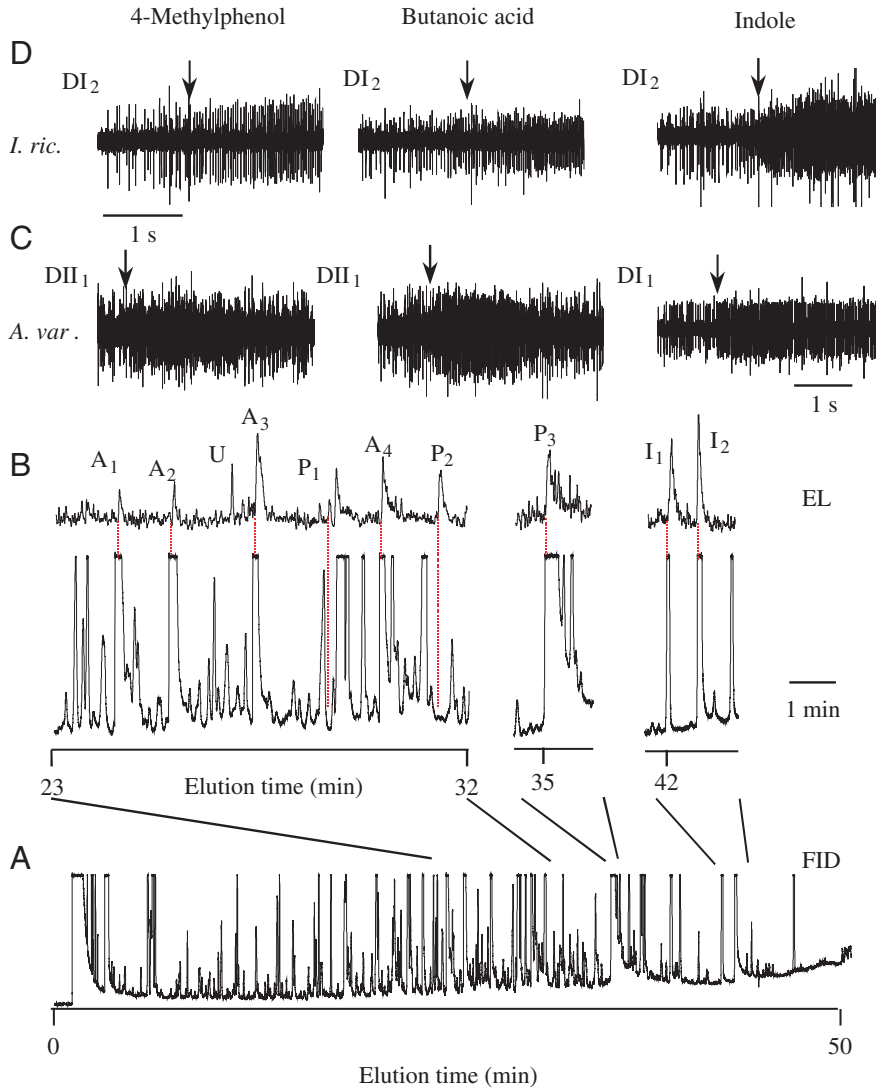 4-Methylphenol Butanoic acid Indole
D
DI2 DI2 DI2
I. ric.
1 s
C
DII1 DII1 DI1
A. var .
1 s
B
A1 A2 U A3 P1 A4 P2 P3 I1 I2
EL
1 min
23 Elution time (min) 32 35 42
A
FID
0 50
Elution time (min)